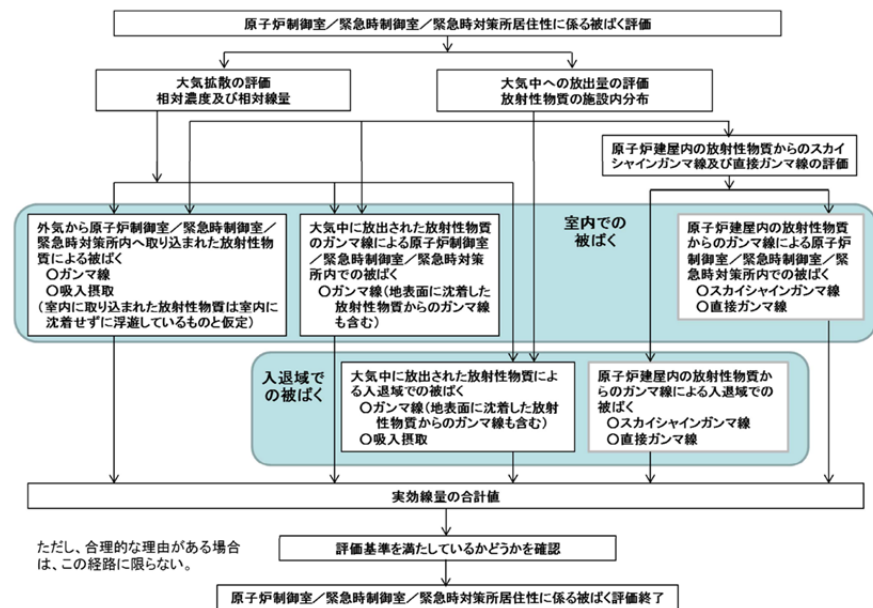 原子炉制御室／緊急時制御室／緊急時対策所居住性に係る被ばく評価
大気拡散の評価
相対濃度及び相対線量
大気中への放出量の評価
放射性物質の施設内分布
原子炉建屋内の放射性物質からのスカイ
シャインガンマ線及び直接ガンマ線の評価
室内での
被ばく
外気から原子炉制御室／緊急時制御室／
緊急時対策所内へ取り込まれた放射性物
質による被ばく
○ガンマ線
○吸入摂取
(室内に取り込まれた放射性物質は室内に
沈着せずに浮遊しているものと仮定)
大気中に放出された放射性物質
のガンマ線による原子炉制御室
／緊急時制御室／緊急時対策
所内での被ばく
○ガンマ線(地表面に沈着した
放射性物質からのガンマ線
も含む)
原子炉建屋内の放射性物質
からのガンマ線による原子炉
制御室／緊急時制御室／緊
急時対策所内での被ばく
○スカイシャインガンマ線
○直接ガンマ線
入退域で
の被ばく
大気中に放出された放射性物質によ
る入退域での被ばく
○ガンマ線(地表面に沈着した放射
性物質からのガンマ線も含む)
○吸入摂取
原子炉建屋内の放射性物質から
のガンマ線による入退域での
被ばく
○スカイシャインガンマ線
○直接ガンマ線
実効線量の合計値
ただし、合理的な理由がある場合
は、この経路に限らない。
評価基準を満たしているかどうかを確認
原子炉制御室／緊急時制御室／緊急時対策所居住性に係る被ばく評価終了